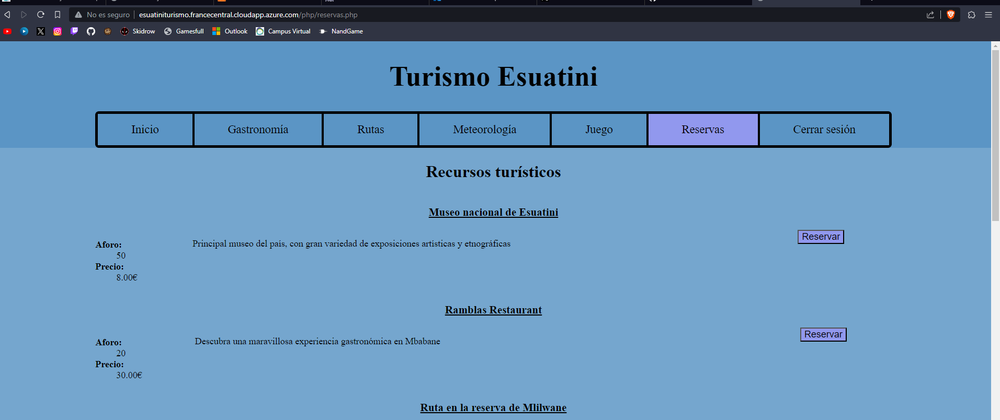 No es seguro esuatiniturismo.francecentral.cloudapp.azure.com/php/reservas.php
Skidrow Gamesfull Outlook Campus Virtual NandGame
Turismo Esuatini
Inicio Gastronomía Rutas Meteorología Juego Reservas Cerrar sesión
Recursos turísticos
Museo nacional de Esuatini
Aforo:
50
Precio:
8.00€
Principal museo del país, con gran variedad de exposiciones artísticas y etnográficas
Reservar
Ramblas Restaurant
Aforo:
20
Precio:
30.00€
Descubra una maravillosa experiencia gastronómica en Mbabane
Reservar
Ruta en la reserva de Mlilwane